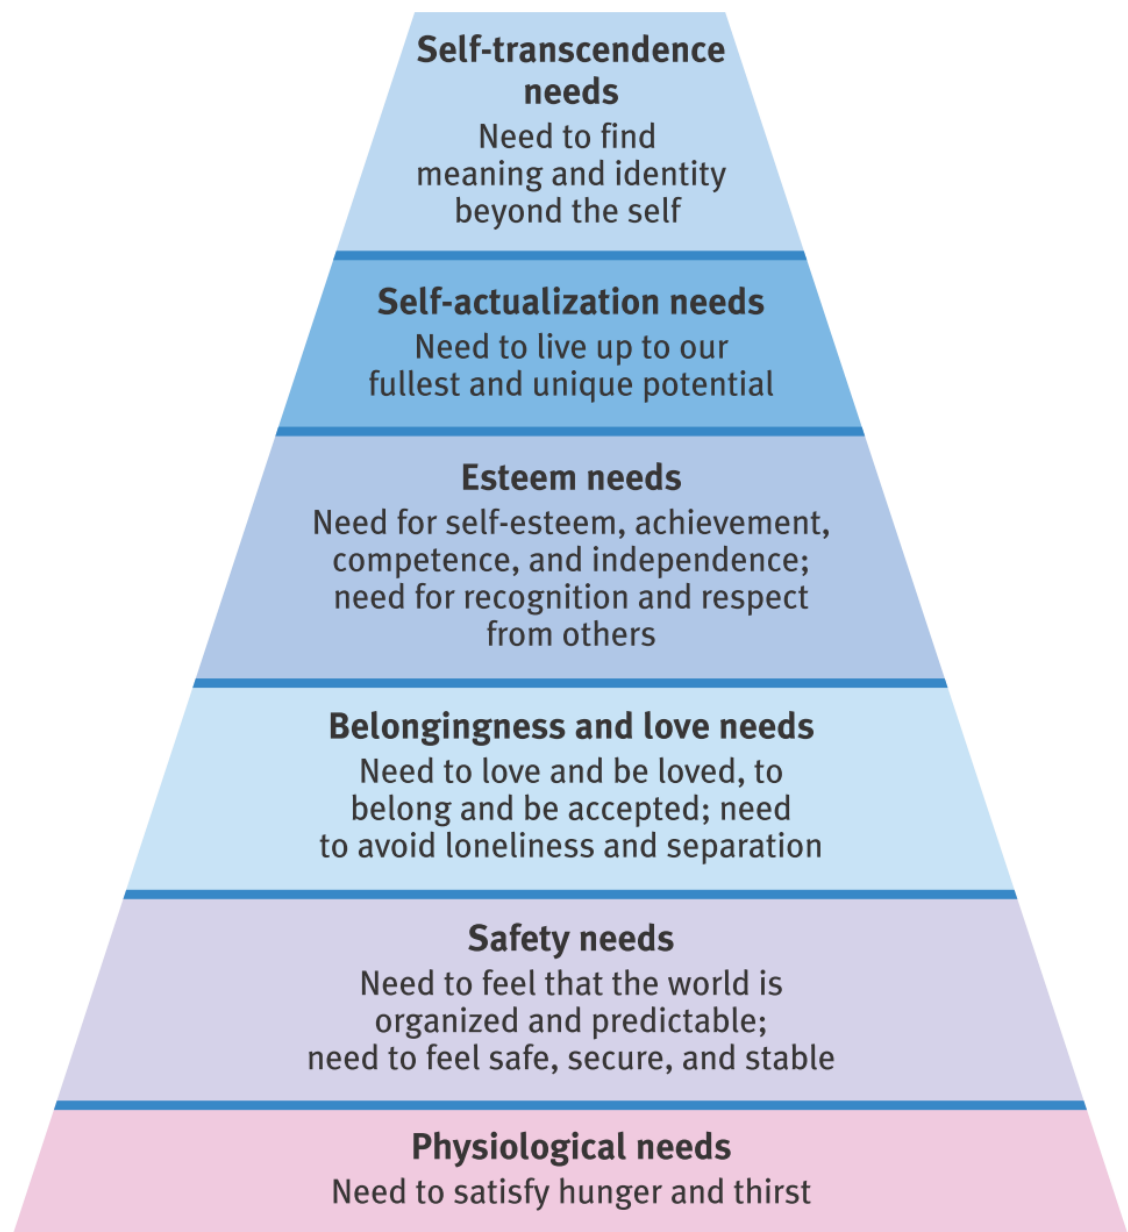 Self-transcendence
needs
Need to find
meaning and identity
beyond the self
Self-actualization needs
Need to live up to our
fullest and unique potential
Esteem needs
Need for self-esteem, achievement,
competence, and independence;
need for recognition and respect
from others
Belongingness and love needs
Need to love and be loved, to
belong and be accepted; need
to avoid loneliness and separation
Safety needs
Need to feel that the world is
organized and predictable;
need to feel safe, secure, and stable
Physiological needs
Need to satisfy hunger and thirst